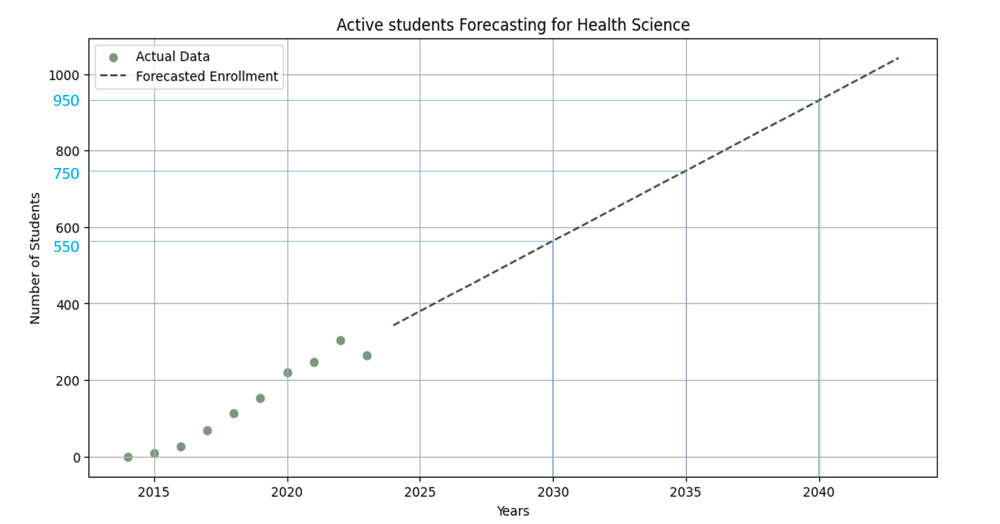 Active students Forecasting for Health Science
Actual Data
Forecasted Enrollment
1000
950
800
750
600
550
400
200
0
Number of Students
2015 2020 2025 2030 2035 2040
Years